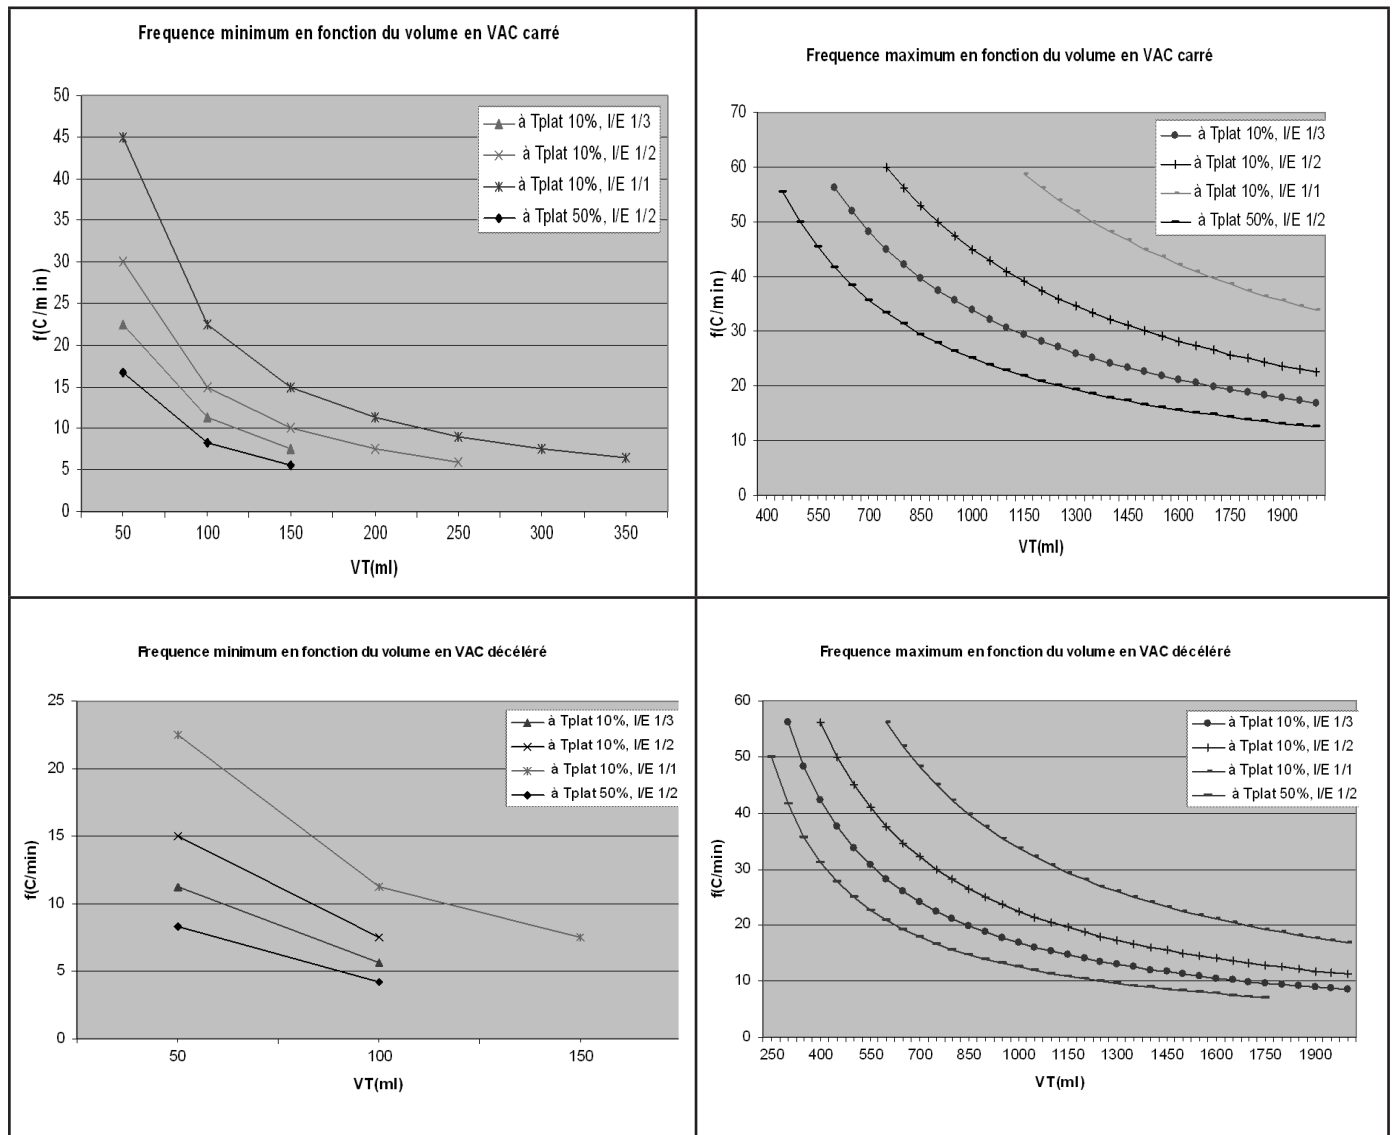 Frequence minimum en fonction du volume en VAC carré
50
45
40
35
30
25
20
15
10
5
0
f(C/min)
à Tplat 10%, I/E 1/3
à Tplat 10%, I/E 1/2
à Tplat 10%, I/E 1/1
à Tplat 50%, I/E 1/2
50 100 150 200 250 300 350
VT(ml)
Frequence maximum en fonction du volume en VAC carré
70
60
50
40
30
20
10
0
f(C/min)
à Tplat 10%, I/E 1/3
à Tplat 10%, I/E 1/2
à Tplat 10%, I/E 1/1
à Tplat 50%, I/E 1/2
400 550 700 850 1000 1150 1300 1450 1600 1750 1900
VT(ml)
Frequence minimum en fonction du volume en VAC décéléré
25
20
15
10
5
0
f(C/min)
à Tplat 10%, I/E 1/3
à Tplat 10%, I/E 1/2
à Tplat 10%, I/E 1/1
à Tplat 50%, I/E 1/2
50 100 150
VT(ml)
Frequence maximum en fonction du volume en VAC décéléré
60
50
40
30
20
10
0
f(C/min)
à Tplat 10%, I/E 1/3
à Tplat 10%, I/E 1/2
à Tplat 10%, I/E 1/1
à Tplat 50%, I/E 1/2
250 400 550 700 850 1000 1150 1300 1450 1600 1750 1900
VT(ml)